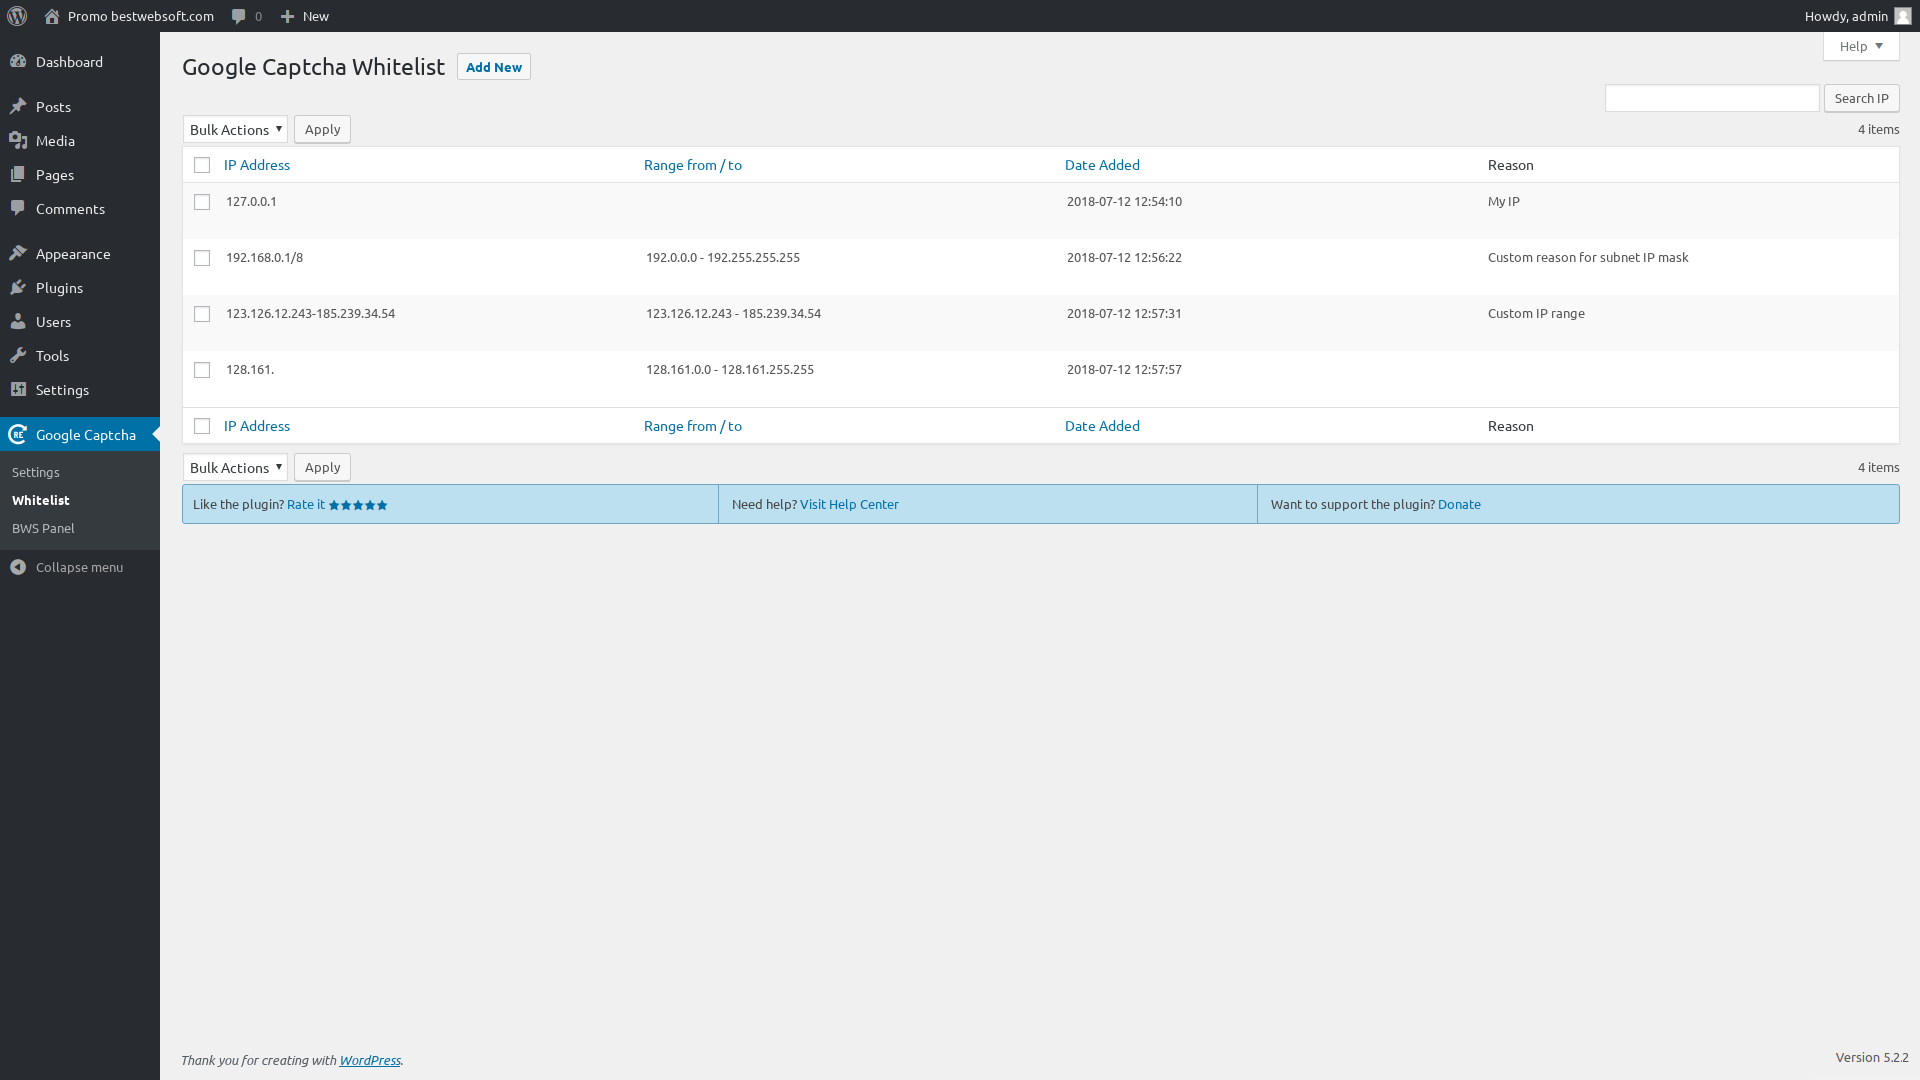 Promo bestwebsoft.com 0 New Howdy, admin
Help
Dashboard
Posts
Media
Pages
Comments
Appearance
Plugins
Users
Tools
Settings
Google Captcha
Settings
Whitelist
BWS Panel
Collapse menu
Google Captcha Whitelist Add New
Search IP
Bulk Actions Apply 4 items
IP Address Range from / to Date Added Reason
127.0.0.1 2018-07-12 12:54:10 My IP
192.168.0.1/8 192.0.0.0 - 192.255.255.255 2018-07-12 12:56:22 Custom reason for subnet IP mask
123.126.12.243-185.239.34.54 123.126.12.243 - 185.239.34.54 2018-07-12 12:57:31 Custom IP range
128.161. 128.161.0.0 - 128.161.255.255 2018-07-12 12:57:57
IP Address Range from / to Date Added Reason
Bulk Actions Apply 4 items
Like the plugin? Rate it ★★★★★ Need help? Visit Help Center Want to support the plugin? Donate
Thank you for creating with WordPress. Version 5.2.2